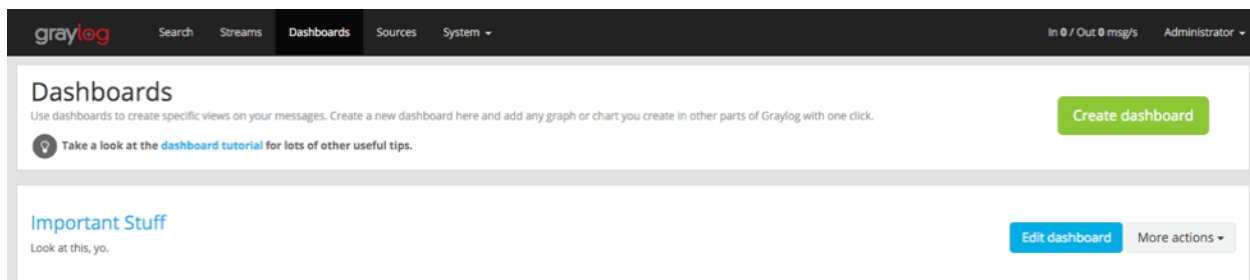 graylog Search Streams Dashboards Sources System In 0 / Out 0 msg/s Administrator
Dashboards
Use dashboards to create specific views on your messages. Create a new dashboard here and add any graph or chart you create in other parts of Graylog with one click.
Create dashboard
Take a look at the dashboard tutorial for lots of other useful tips.
Important Stuff
Look at this, yo.
Edit dashboard More actions